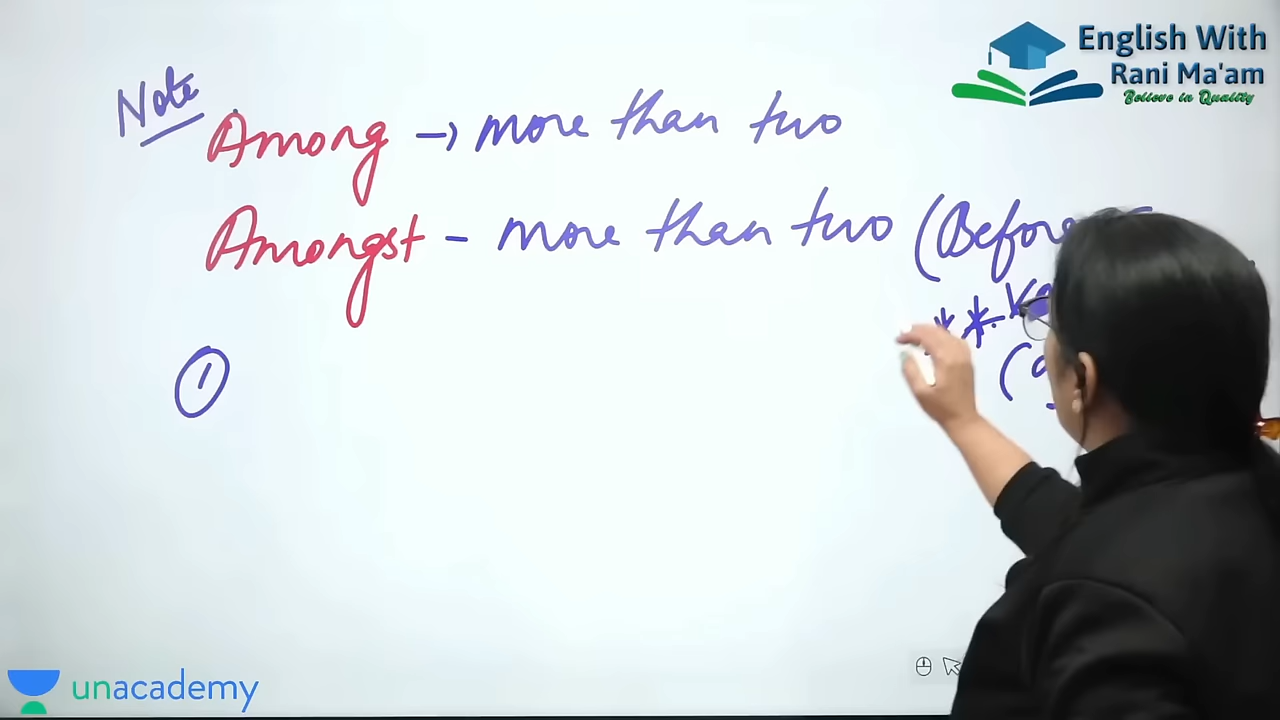 English With
Rani Ma'am
Believe in Quality
Note
Among → more than two
Amongst - more than two (Before
**
①
unacademy